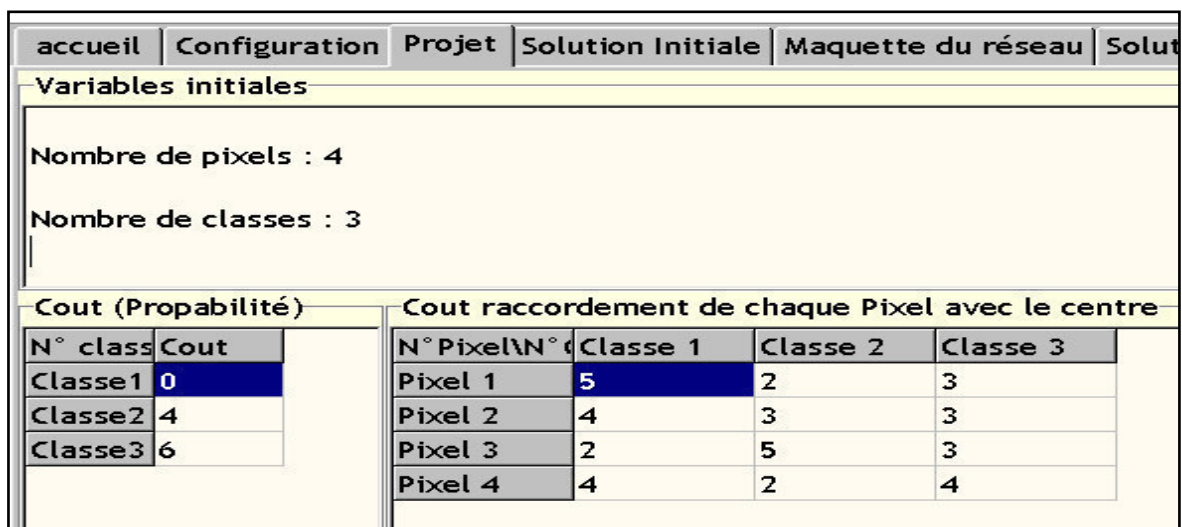 accueil Configuration Projet Solution Initiale Maquette du réseau Solut
Variables initiales
Nombre de pixels : 4
Nombre de classes : 3
Cout (Propabilité)
N° class Cout
Classe1 0
Classe2 4
Classe3 6
Cout raccordement de chaque Pixel avec le centre
N°Pixel\N° Classe 1 Classe 2 Classe 3
Pixel 1 5 2 3
Pixel 2 4 3 3
Pixel 3 2 5 3
Pixel 4 4 2 4